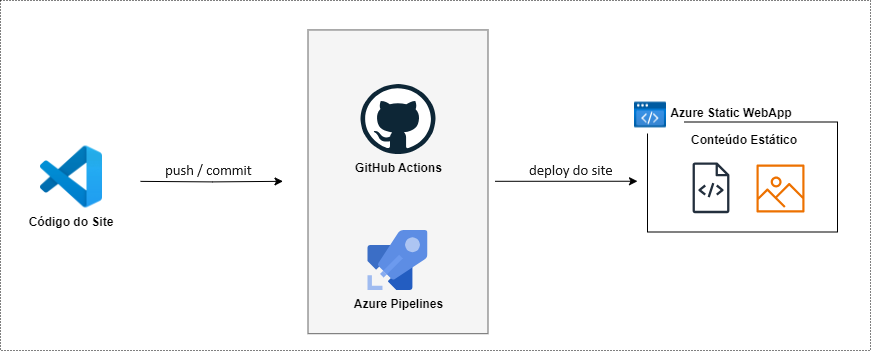 Código do Site
push / commit
GitHub Actions
Azure Pipelines
deploy do site
Azure Static WebApp
Conteúdo Estático